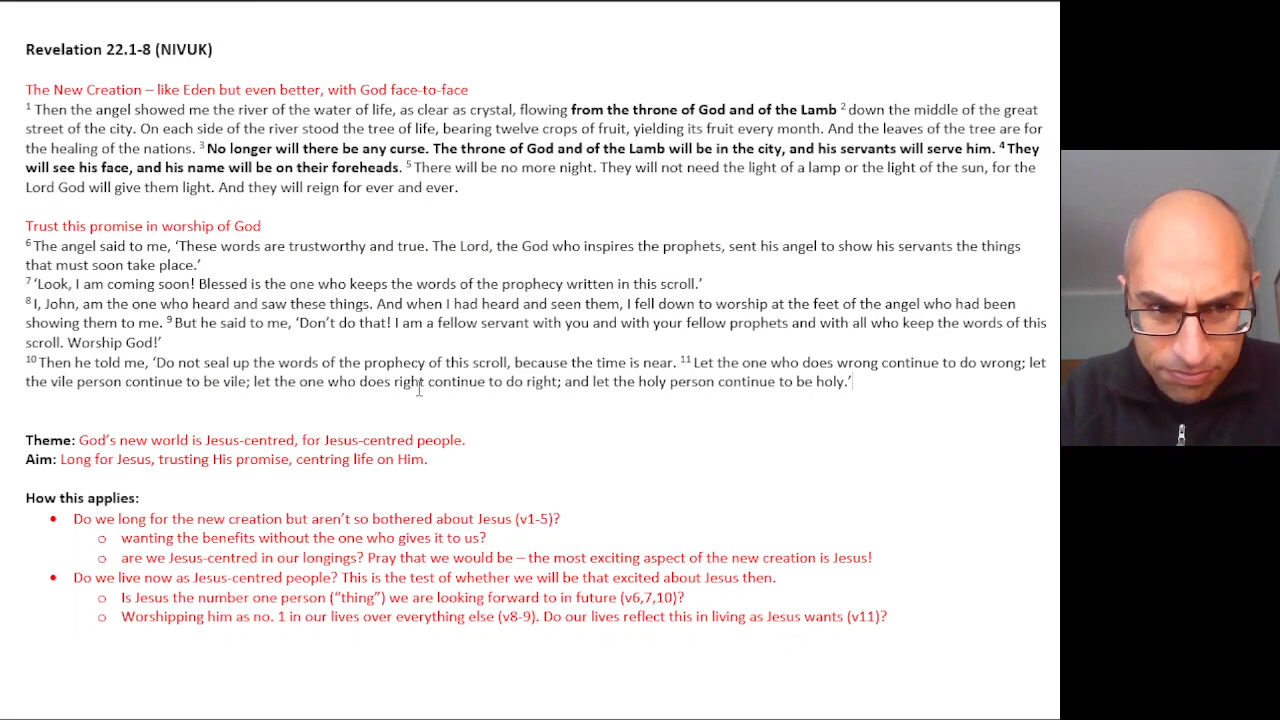 Revelation 22.1-8 (NIVUK)
The New Creation – like Eden but even better, with God face-to-face
1 Then the angel showed me the river of the water of life, as clear as crystal, flowing from the throne of God and of the Lamb 2 down the middle of the great
street of the city. On each side of the river stood the tree of life, bearing twelve crops of fruit, yielding its fruit every month. And the leaves of the tree are for
the healing of the nations. 3 No longer will there be any curse. The throne of God and of the Lamb will be in the city, and his servants will serve him. 4 They
will see his face, and his name will be on their foreheads. 5 There will be no more night. They will not need the light of a lamp or the light of the sun, for the
Lord God will give them light. And they will reign for ever and ever.
Trust this promise in worship of God
6 The angel said to me, ‘These words are trustworthy and true. The Lord, the God who inspires the prophets, sent his angel to show his servants the things
that must soon take place.’
7 ‘Look, I am coming soon! Blessed is the one who keeps the words of the prophecy written in this scroll.’
8 I, John, am the one who heard and saw these things. And when I had heard and seen them, I fell down to worship at the feet of the angel who had been
showing them to me. 9 But he said to me, ‘Don’t do that! I am a fellow servant with you and with your fellow prophets and with all who keep the words of this
scroll. Worship God!’
10 Then he told me, ‘Do not seal up the words of the prophecy of this scroll, because the time is near. 11 Let the one who does wrong continue to do wrong; let
the vile person continue to be vile; let the one who does right continue to do right; and let the holy person continue to be holy.’
Theme: God’s new world is Jesus-centred, for Jesus-centred people.
Aim: Long for Jesus, trusting His promise, centring life on Him.
How this applies:
• Do we long for the new creation but aren’t so bothered about Jesus (v1-5)?
o wanting the benefits without the one who gives it to us?
o are we Jesus-centred in our longings? Pray that we would be – the most exciting aspect of the new creation is Jesus!
• Do we live now as Jesus-centred people? This is the test of whether we will be that excited about Jesus then.
o Is Jesus the number one person (“thing”) we are looking forward to in future (v6,7,10)?
o Worshipping him as no. 1 in our lives over everything else (v8-9). Do our lives reflect this in living as Jesus wants (v11)?